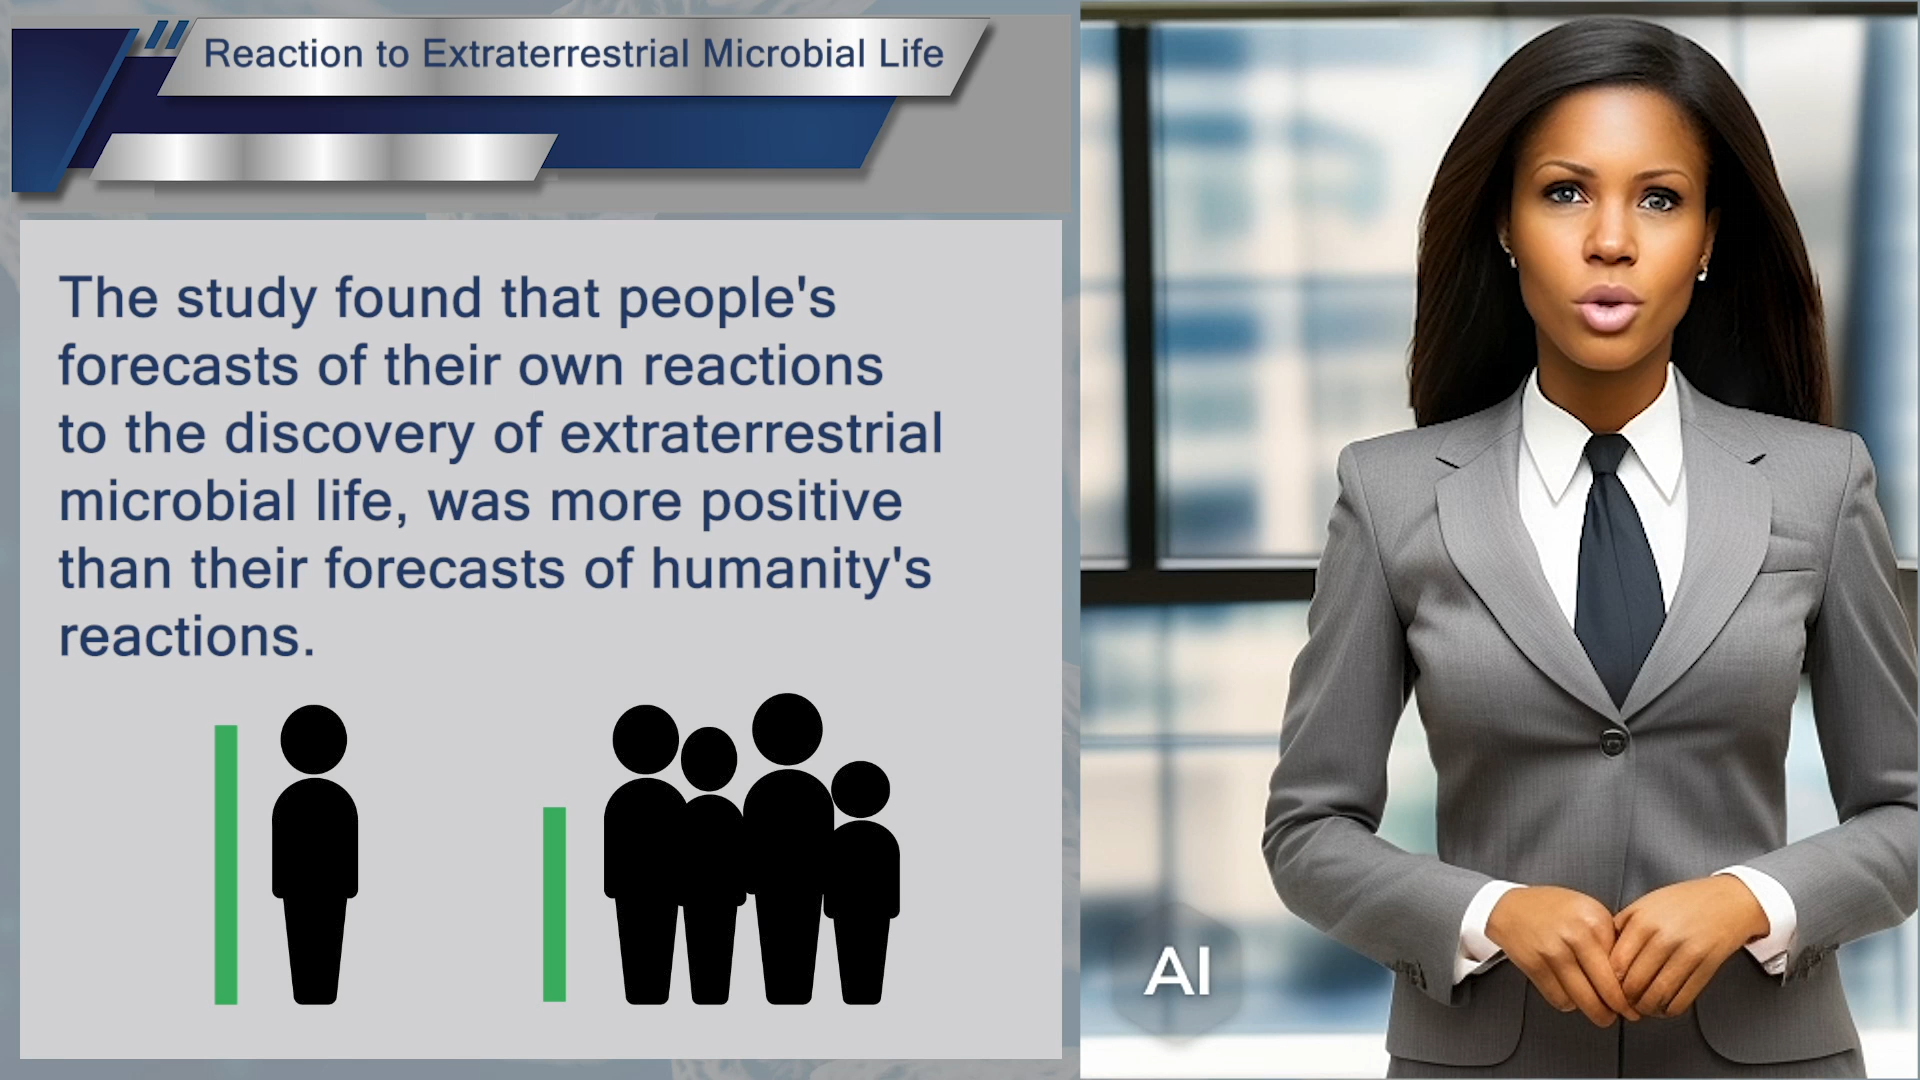 Reaction to Extraterrestrial Microbial Life
The study found that people's
forecasts of their own reactions
to the discovery of extraterrestrial
microbial life, was more positive
than their forecasts of humanity's
reactions.
AI